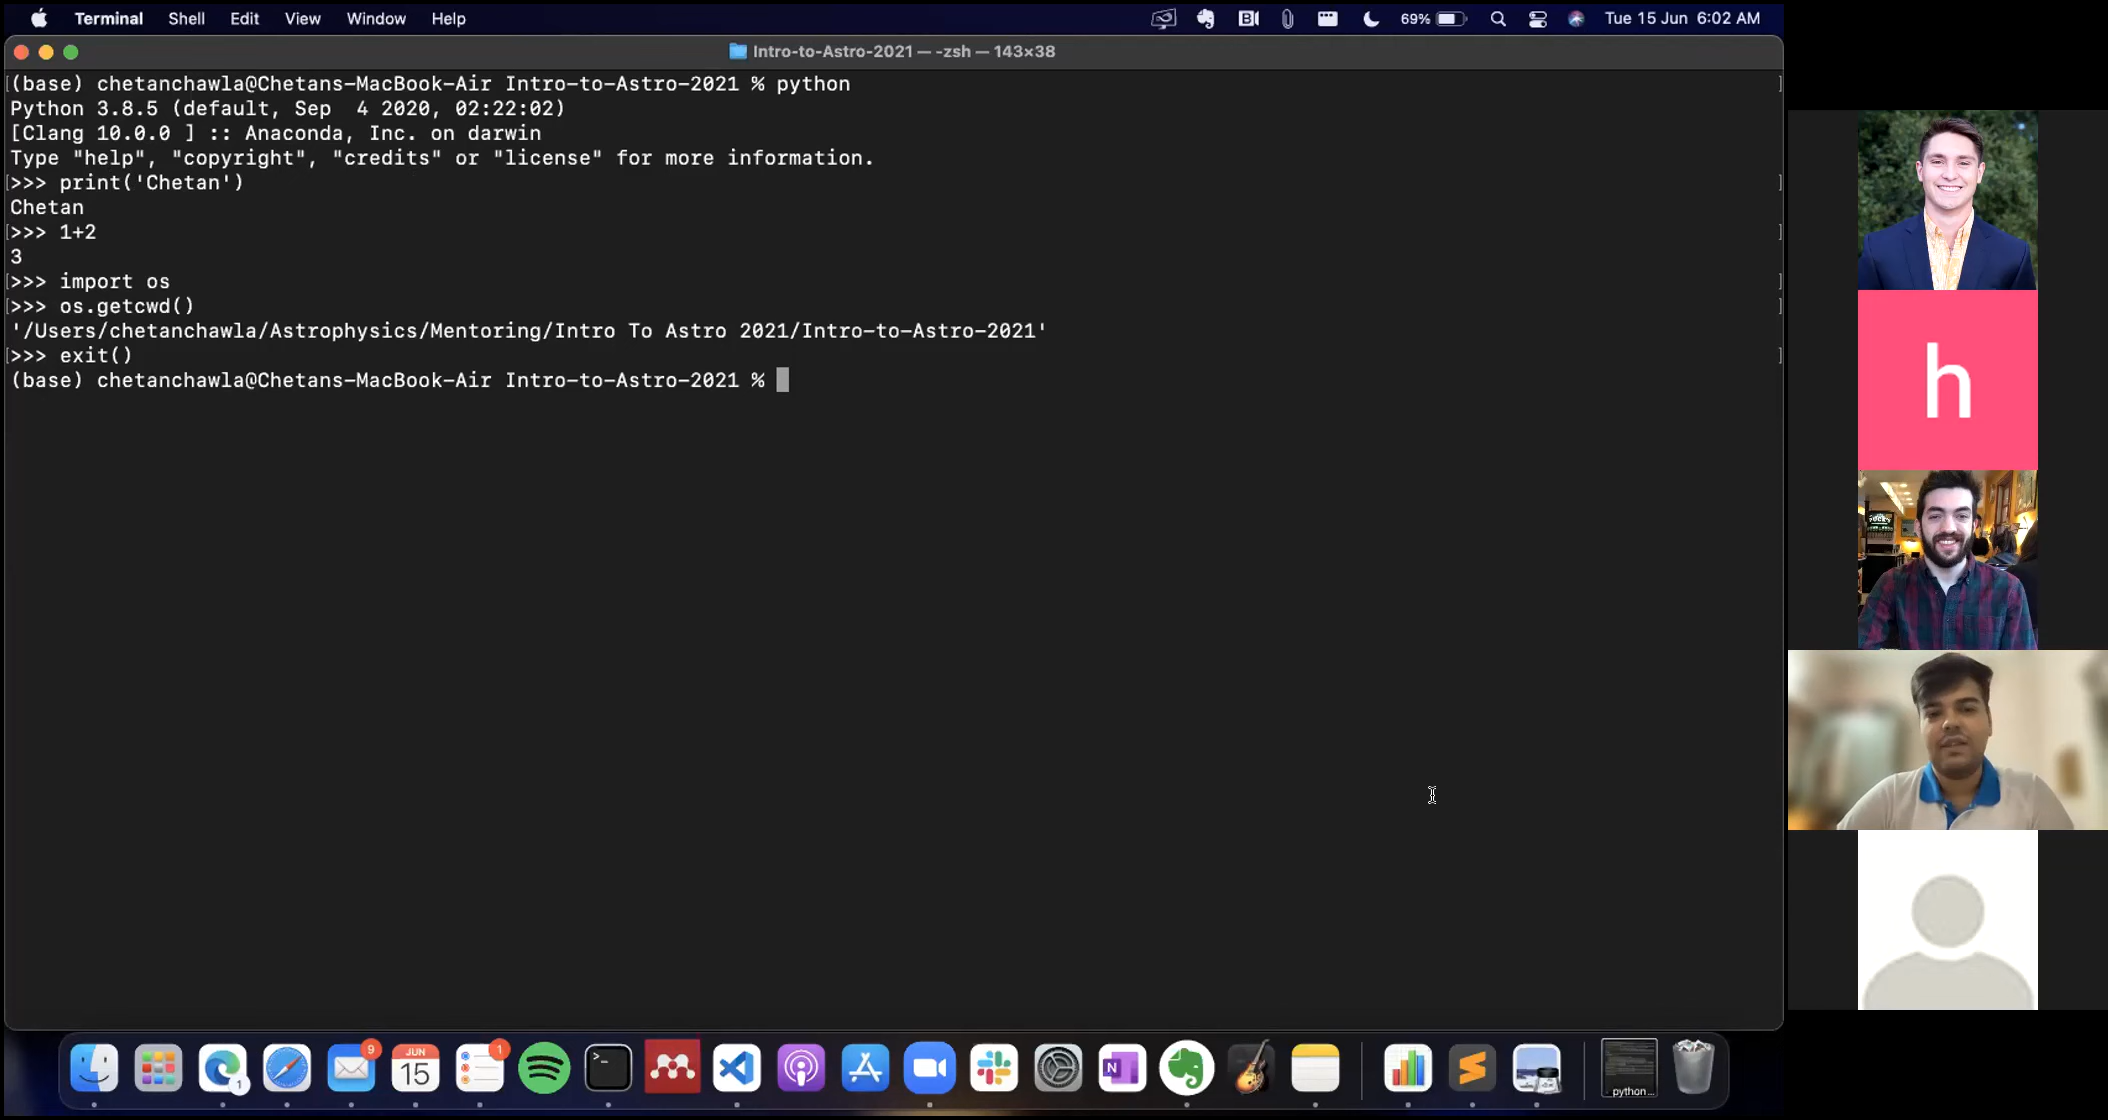 Terminal Shell Edit View Window Help 69% Tue 15 Jun 6:02 AM
Intro-to-Astro-2021 — -zsh — 143×38
(base) chetanchawla@Chetans-MacBook-Air Intro-to-Astro-2021 % python
Python 3.8.5 (default, Sep  4 2020, 02:22:02)
[Clang 10.0.0 ] :: Anaconda, Inc. on darwin
Type "help", "copyright", "credits" or "license" for more information.
>>> print('Chetan')
Chetan
>>> 1+2
3
>>> import os
>>> os.getcwd()
'/Users/chetanchawla/Astrophysics/Mentoring/Intro To Astro 2021/Intro-to-Astro-2021'
>>> exit()
(base) chetanchawla@Chetans-MacBook-Air Intro-to-Astro-2021 %
h
1
9
JUN
15
1
>_
N
python...